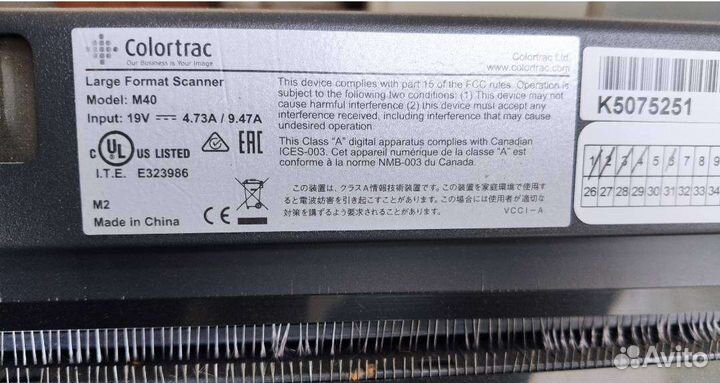 Colortrac
Our Business is Your Image
Colortrac Ltd.
www.colortrac.com
Large Format Scanner
Model: M40
Input: 19V ⎓ 4.73A / 9.47A
c UL US LISTED EAC
I.T.E. E323986
M2
Made in China
CE
This device complies with part 15 of the FCC rules. Operation is
subject to the following two conditions: (1) This device may not
cause harmful interference (2) this device must accept any
interference received, including interference that may cause
undesired operation.
This Class "A" digital apparatus complies with Canadian
ICES-003. Cet appareil numérique de la classe "A" est
conforme à la norme NMB-003 du Canada.
この装置は、クラスA情報技術装置です。この装置を家庭環境で使用す
ると電波妨害を引き起こすことがあります。この場合には使用者が適切な
対策を講ずるよう要求されることがあります。
VCCI-A
K5075251
1 2 3 4 5 6 7 8 9
26 27 28 29 30 31 32 33 34
Avito